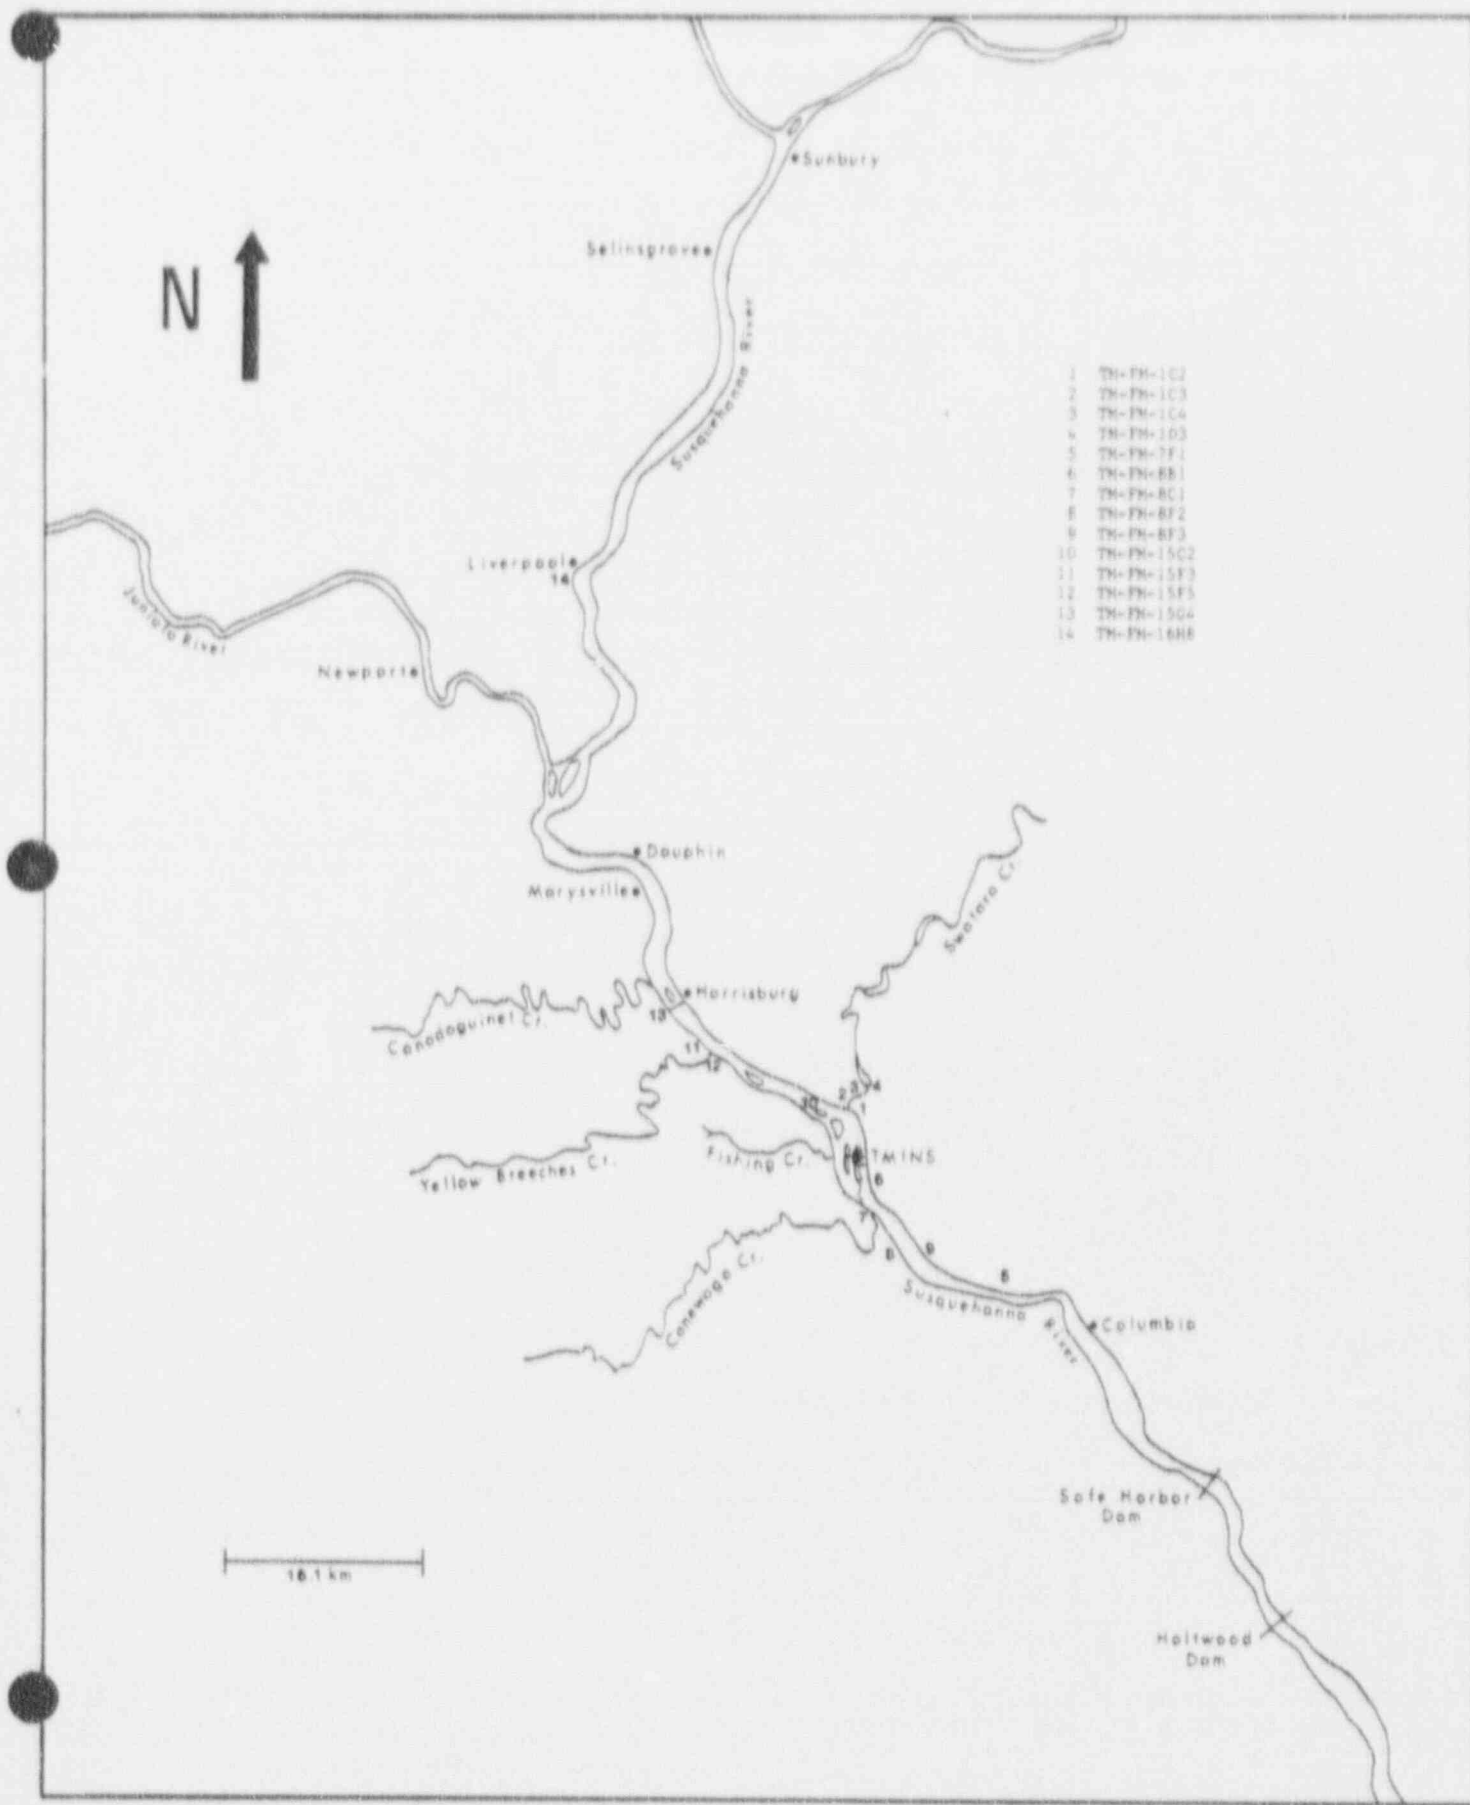 Sunbury
Selinsprove
N
Susquehanna River
1 TM-FM-1C2
2 TM-FM-1C3
3 TM-FM-1C4
4 TM-FM-1D3
5 TM-FM-7F1
6 TM-FM-8B1
7 TM-FM-8C1
8 TM-FM-8F2
9 TM-FM-8F3
10 TM-FM-15C2
11 TM-FM-15F3
12 TM-FM-15F5
13 TM-FM-15G4
14 TM-FM-16H8
Liverpool
14
Juniata River
Newport
Dauphin
Marysville
Swatara Cr.
Harrisburg
13
Conodoguinet Cr.
11
12
2 3 4
10
1
Fishing Cr.
TMINS
Yellow Breeches Cr.
6
7
9
8
5
Conewago Cr.
Susquehanna River
Columbia
Safe Harbor
Dam
16.1 km
Holtwood
Dam